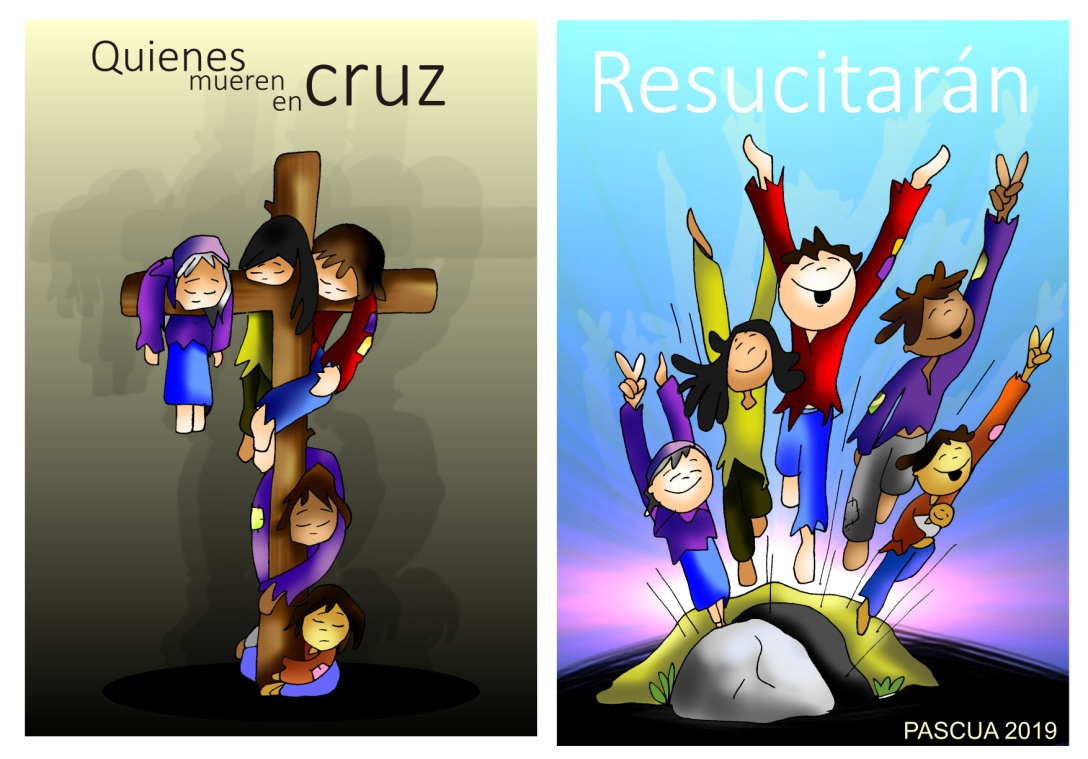 Quienes
mueren
en cruz
Resucitarán
PASCUA 2019